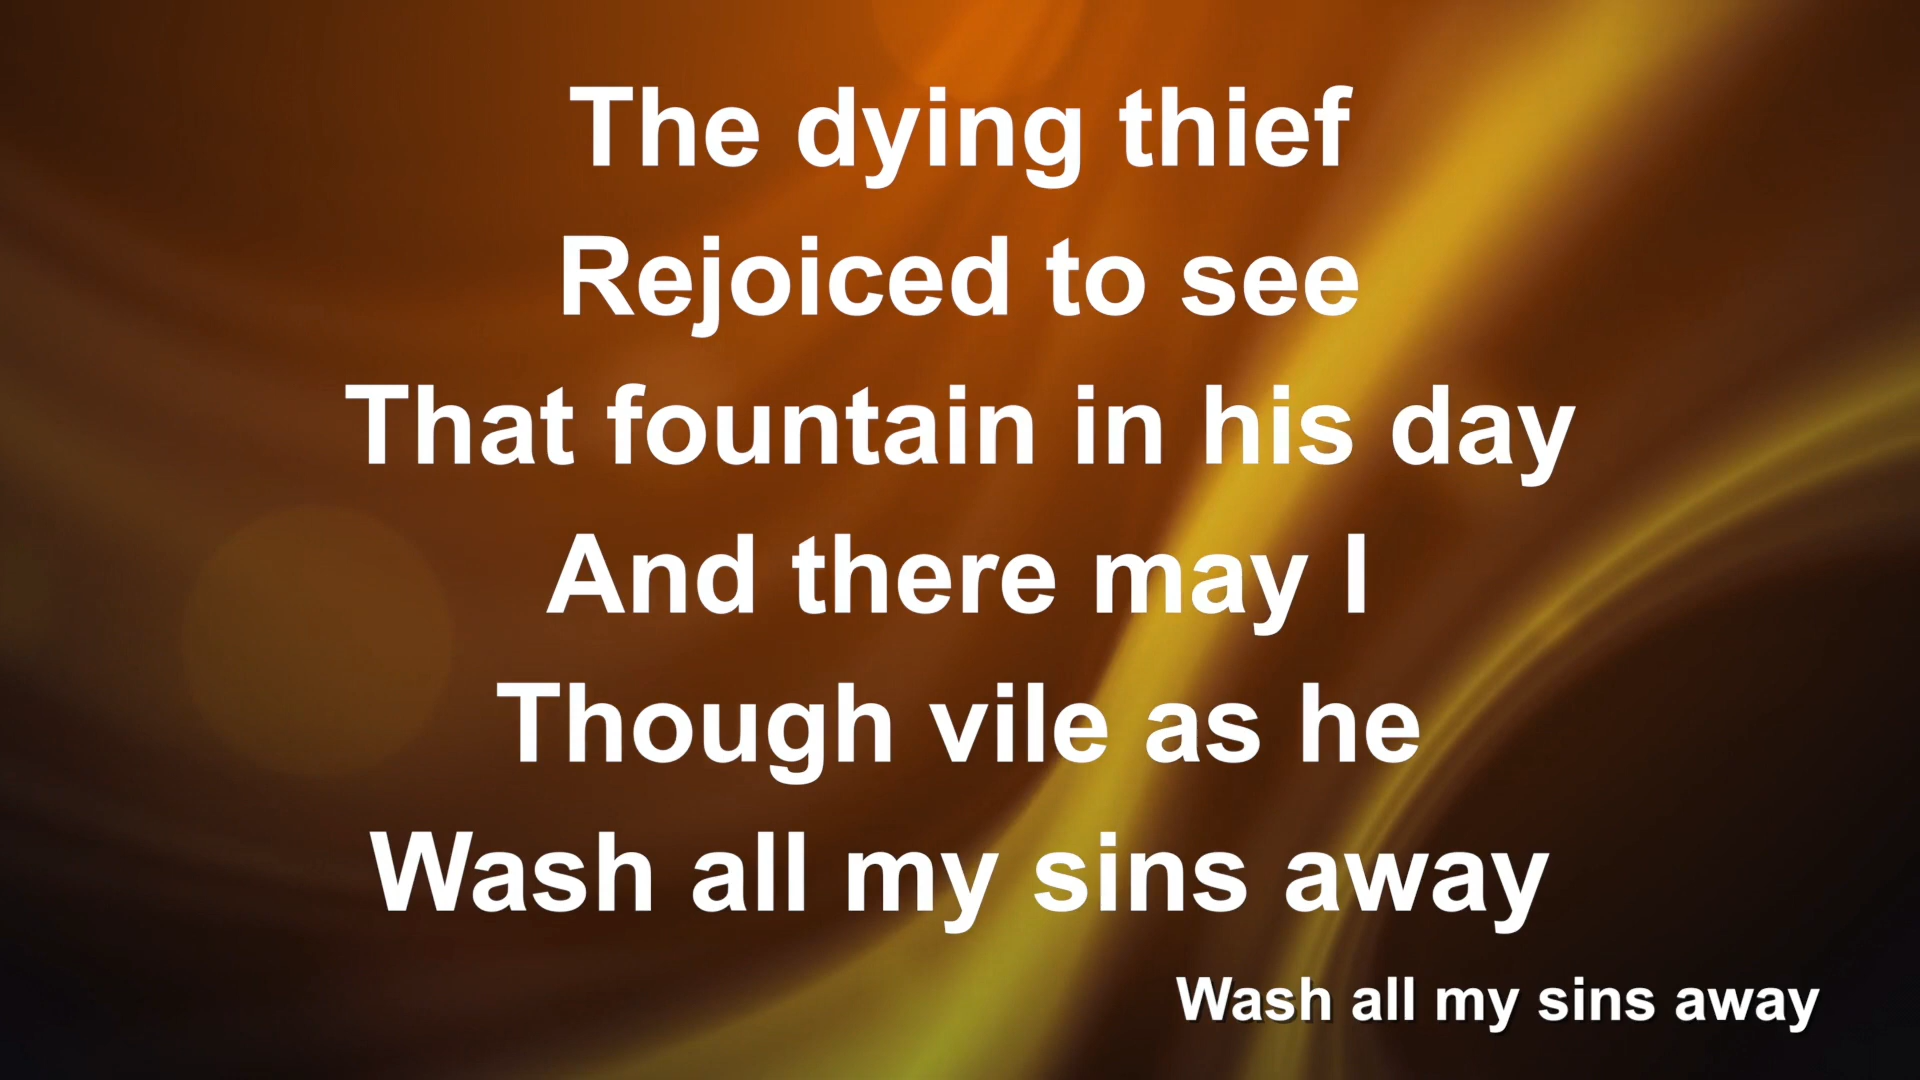 The dying thief
Rejoiced to see
That fountain in his day
And there may I
Though vile as he
Wash all my sins away
Wash all my sins away